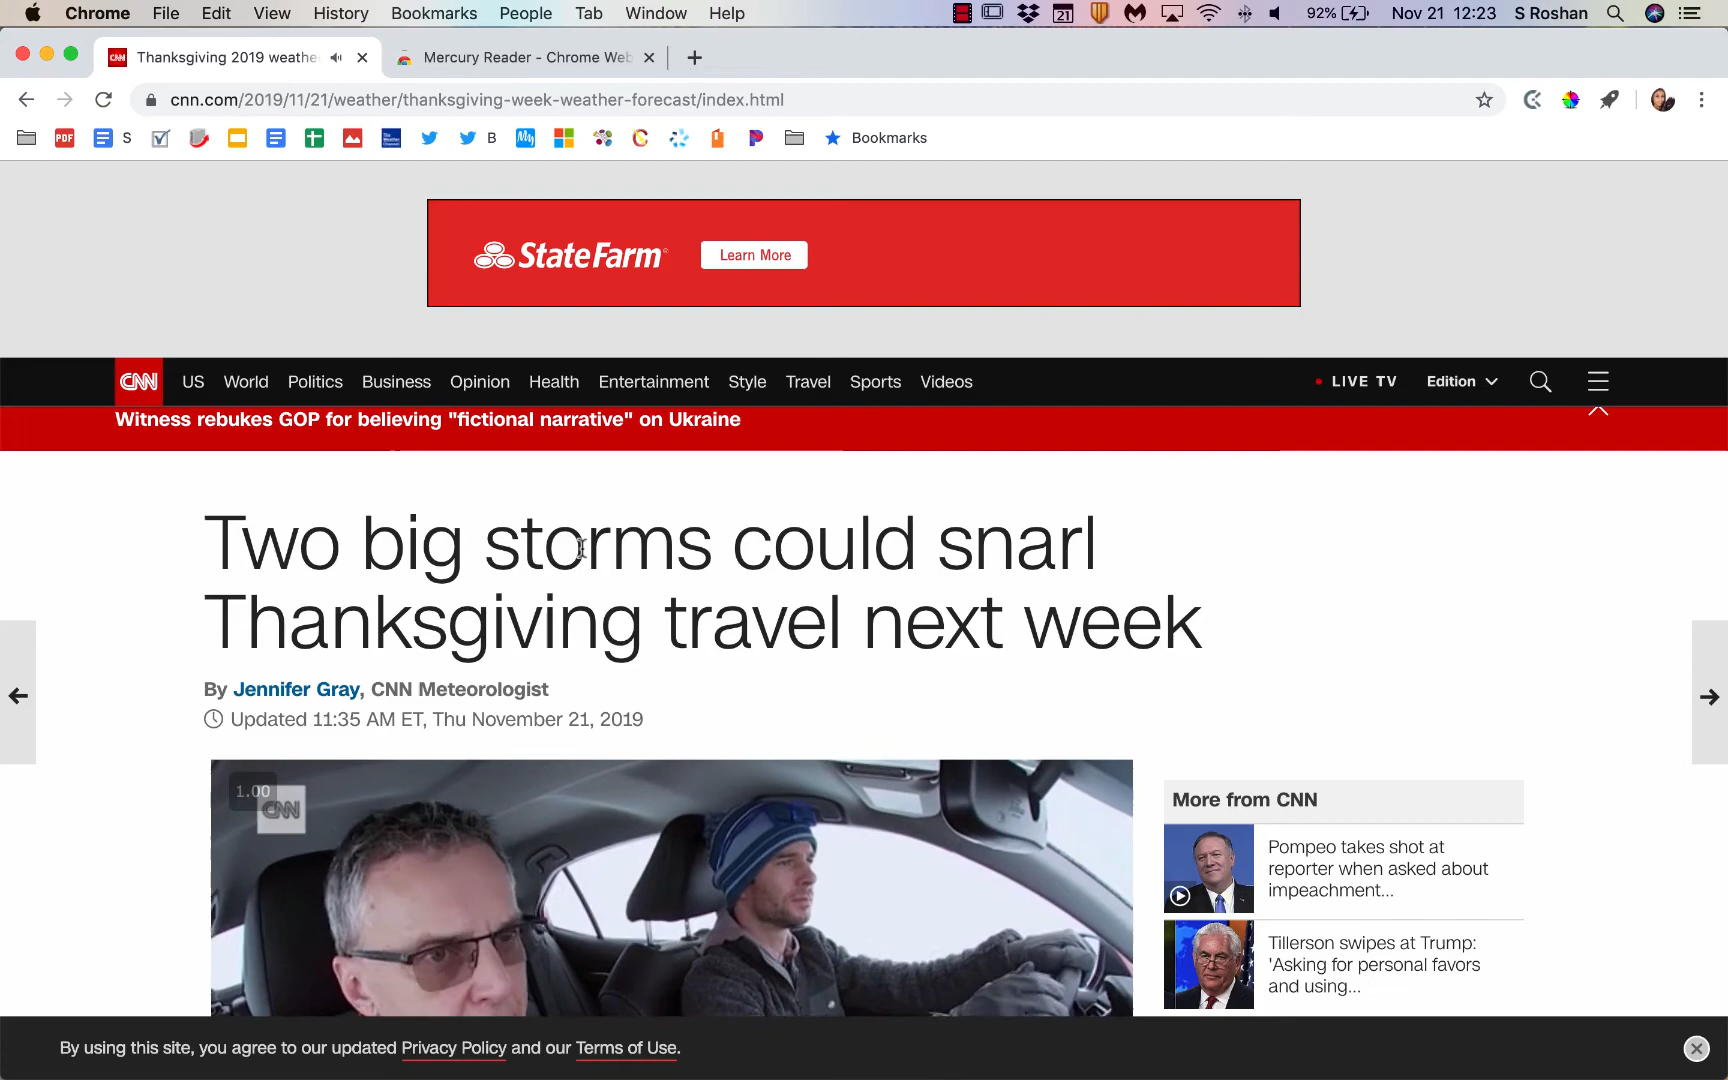 Chrome File Edit View History Bookmarks People Tab Window Help
21 92% Nov 21 12:23 S Roshan
CNN Thanksgiving 2019 weathe
Mercury Reader - Chrome Web
cnn.com/2019/11/21/weather/thanksgiving-week-weather-forecast/index.html
PDF S B My Bookmarks
StateFarm Learn More
CNN US World Politics Business Opinion Health Entertainment Style Travel Sports Videos LIVE TV Edition
Witness rebukes GOP for believing "fictional narrative" on Ukraine
Two big storms could snarl
Thanksgiving travel next week
By Jennifer Gray, CNN Meteorologist
Updated 11:35 AM ET, Thu November 21, 2019
1.00
CNN
More from CNN
Pompeo takes shot at
reporter when asked about
impeachment...
Tillerson swipes at Trump:
'Asking for personal favors
and using...
By using this site, you agree to our updated Privacy Policy and our Terms of Use.